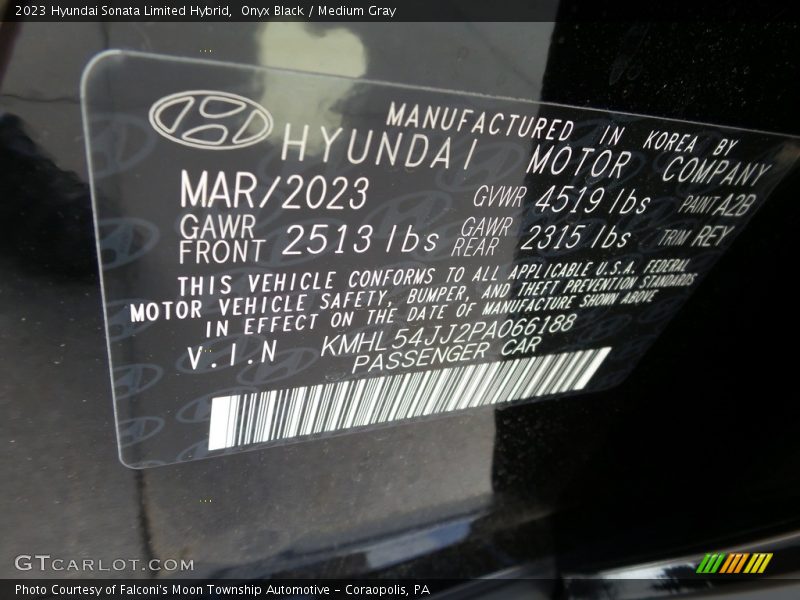 2023 Hyundai Sonata Limited Hybrid, Onyx Black / Medium Gray
MANUFACTURED IN KOREA BY
HYUNDAI MOTOR COMPANY
MAR/2023 GVWR 4519 lbs PAINT A2B
GAWR FRONT 2513 lbs GAWR REAR 2315 lbs TRIM REY
THIS VEHICLE CONFORMS TO ALL APPLICABLE U.S.A. FEDERAL
MOTOR VEHICLE SAFETY, BUMPER, AND THEFT PREVENTION STANDARDS
IN EFFECT ON THE DATE OF MANUFACTURE SHOWN ABOVE
V.I.N KMHL54JJ2PA066188
PASSENGER CAR
GTCARLOT.COM
Photo Courtesy of Falconi's Moon Township Automotive - Coraopolis, PA